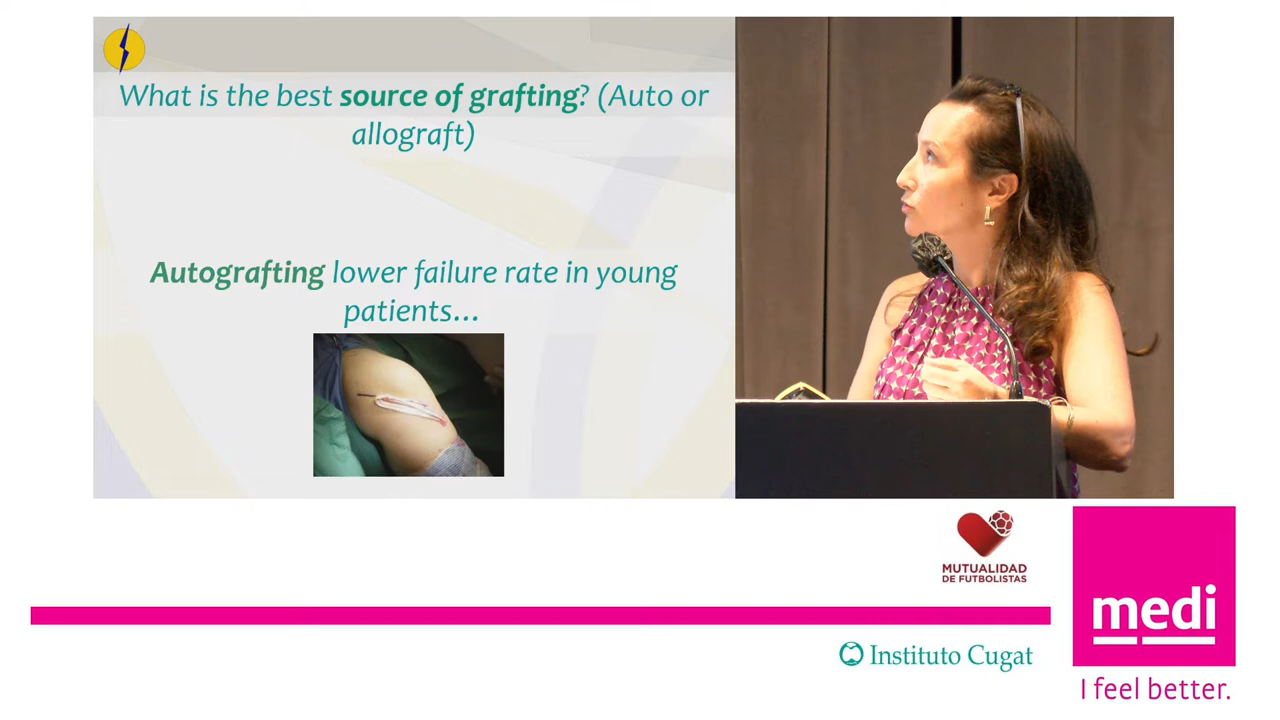 What is the best source of grafting? (Auto or
allograft)
Autografting lower failure rate in young
patients...
MUTUALIDAD
DE FUTBOLISTAS
medi
Instituto Cugat
I feel better.